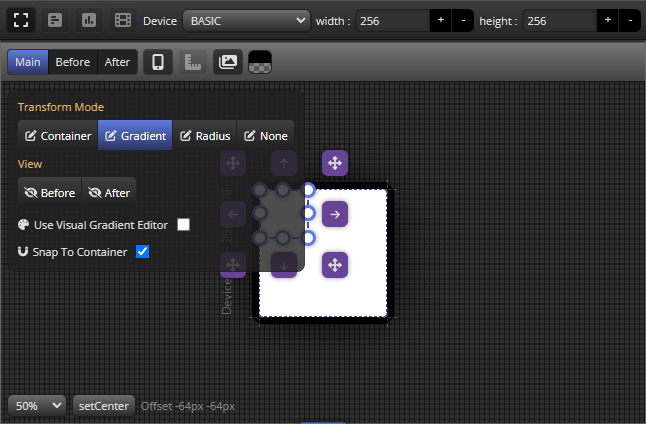 Device BASIC width : 256 + - height : 256 + -
Main Before After
Transform Mode
Container Gradient Radius None
View
Before After
Use Visual Gradient Editor
Snap To Container
Device
50% setCenter Offset -64px -64px